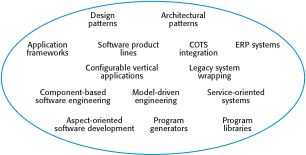 Design patterns
Architectural patterns
Application frameworks
Software product lines
COTS integration
ERP systems
Configurable vertical applications
Legacy system wrapping
Component-based software engineering
Model-driven engineering
Service-oriented systems
Aspect-oriented software development
Program generators
Program libraries